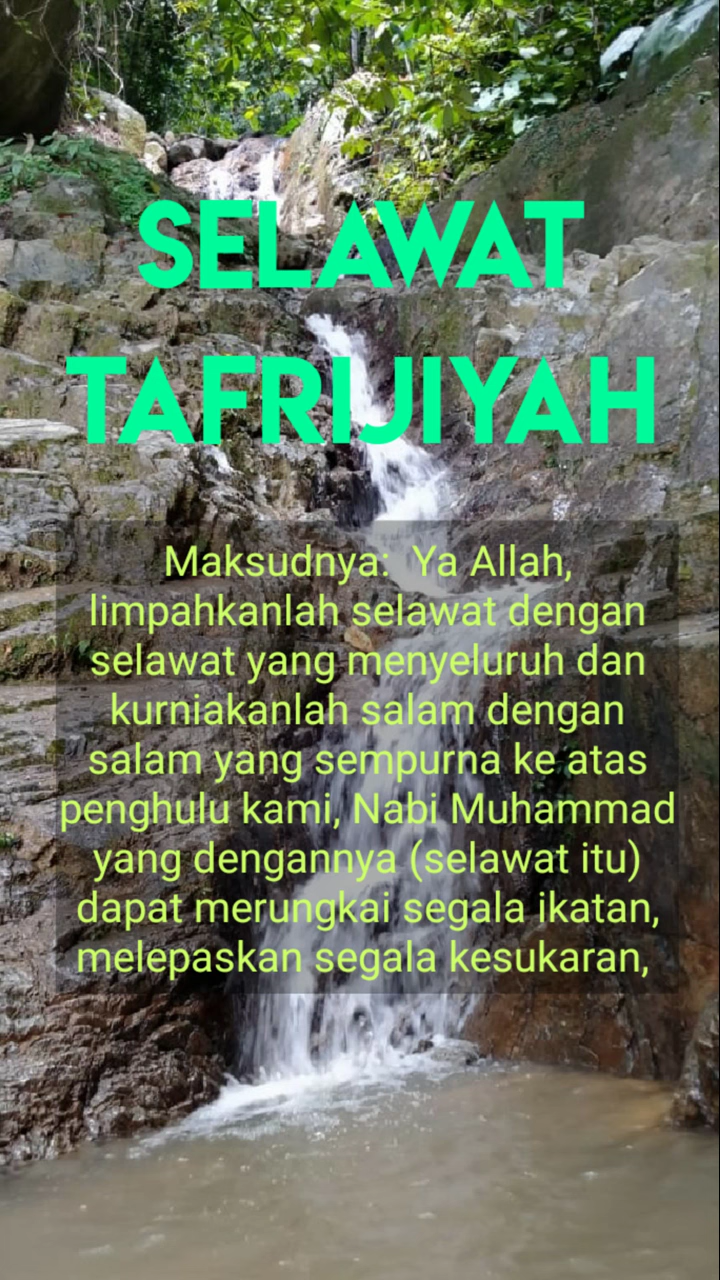 SELAWAT
TAFRIJIYAH
Maksudnya:  Ya Allah,
limpahkanlah selawat dengan
selawat yang menyeluruh dan
kurniakanlah salam dengan
salam yang sempurna ke atas
penghulu kami, Nabi Muhammad
yang dengannya (selawat itu)
dapat merungkai segala ikatan,
melepaskan segala kesukaran,